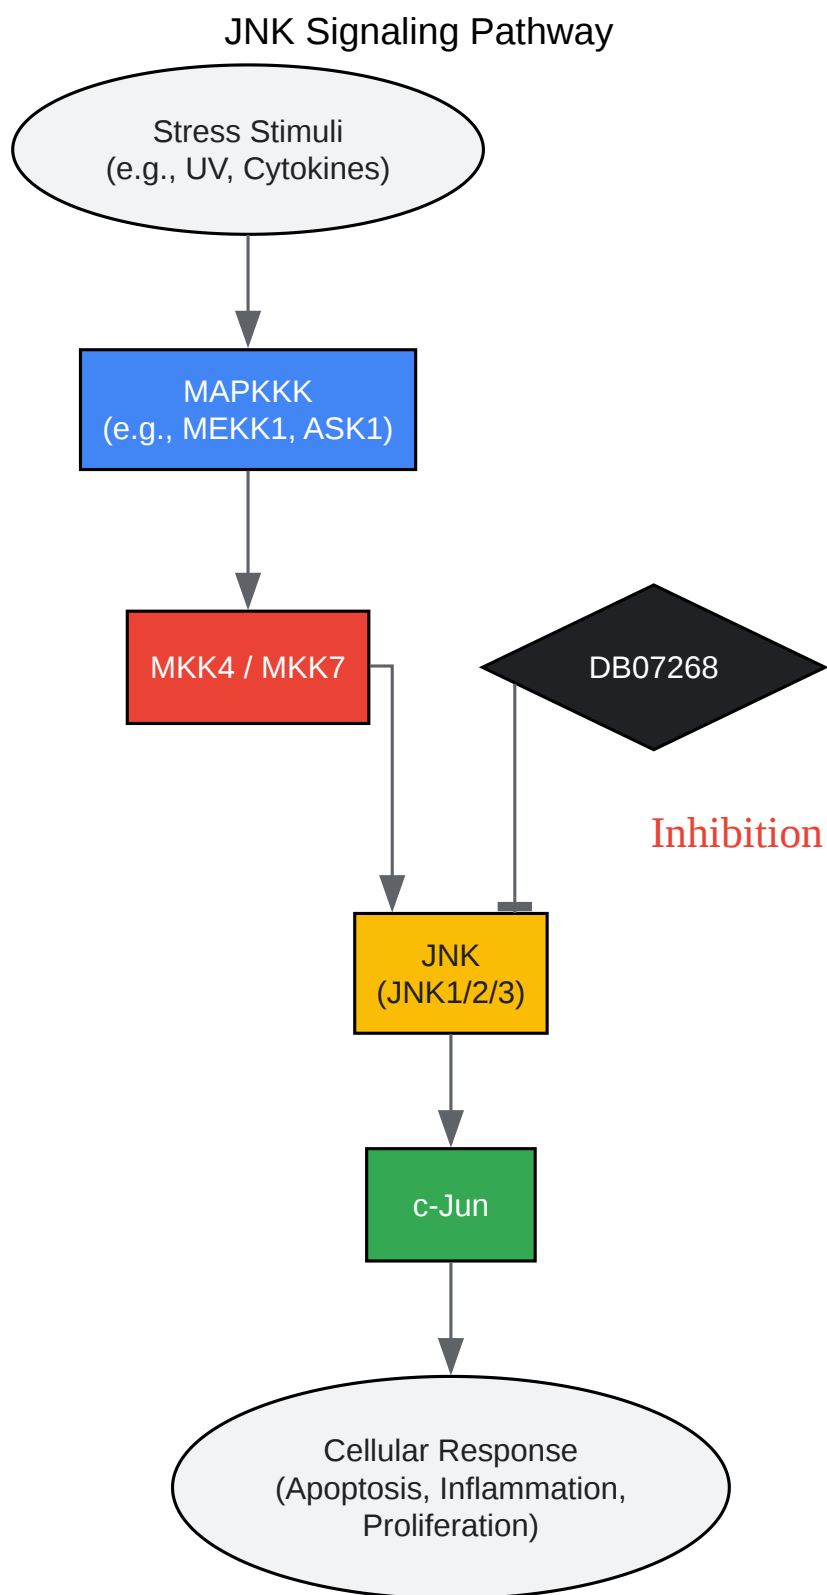 JNK Signaling Pathway
Stress Stimuli
(e.g., UV, Cytokines)
MAPKKK
(e.g., MEKK1, ASK1)
MKK4 / MKK7
DB07268
Inhibition
JNK
(JNK1/2/3)
c-Jun
Cellular Response
(Apoptosis, Inflammation,
Proliferation)